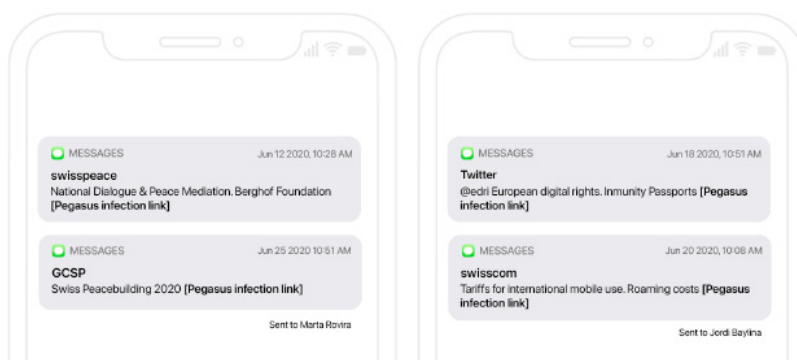 MESSAGES
Jun 12 2020, 10:28 AM
swisspeace
National Dialogue & Peace Mediation. Berghof Foundation
[Pegasus infection link]
MESSAGES
Jun 25 2020 10:51 AM
GCSP
Swiss Peacebuilding 2020 [Pegasus infection link]
Sent to Marta Rovira
MESSAGES
Jun 18 2020, 10:51 AM
Twitter
@edri European digital rights. Inmunity Passports [Pegasus
infection link]
MESSAGES
Jun 20 2020, 10:08 AM
swisscom
Tariffs for international mobile use. Roaming costs [Pegasus
infection link]
Sent to Jordi Baylina